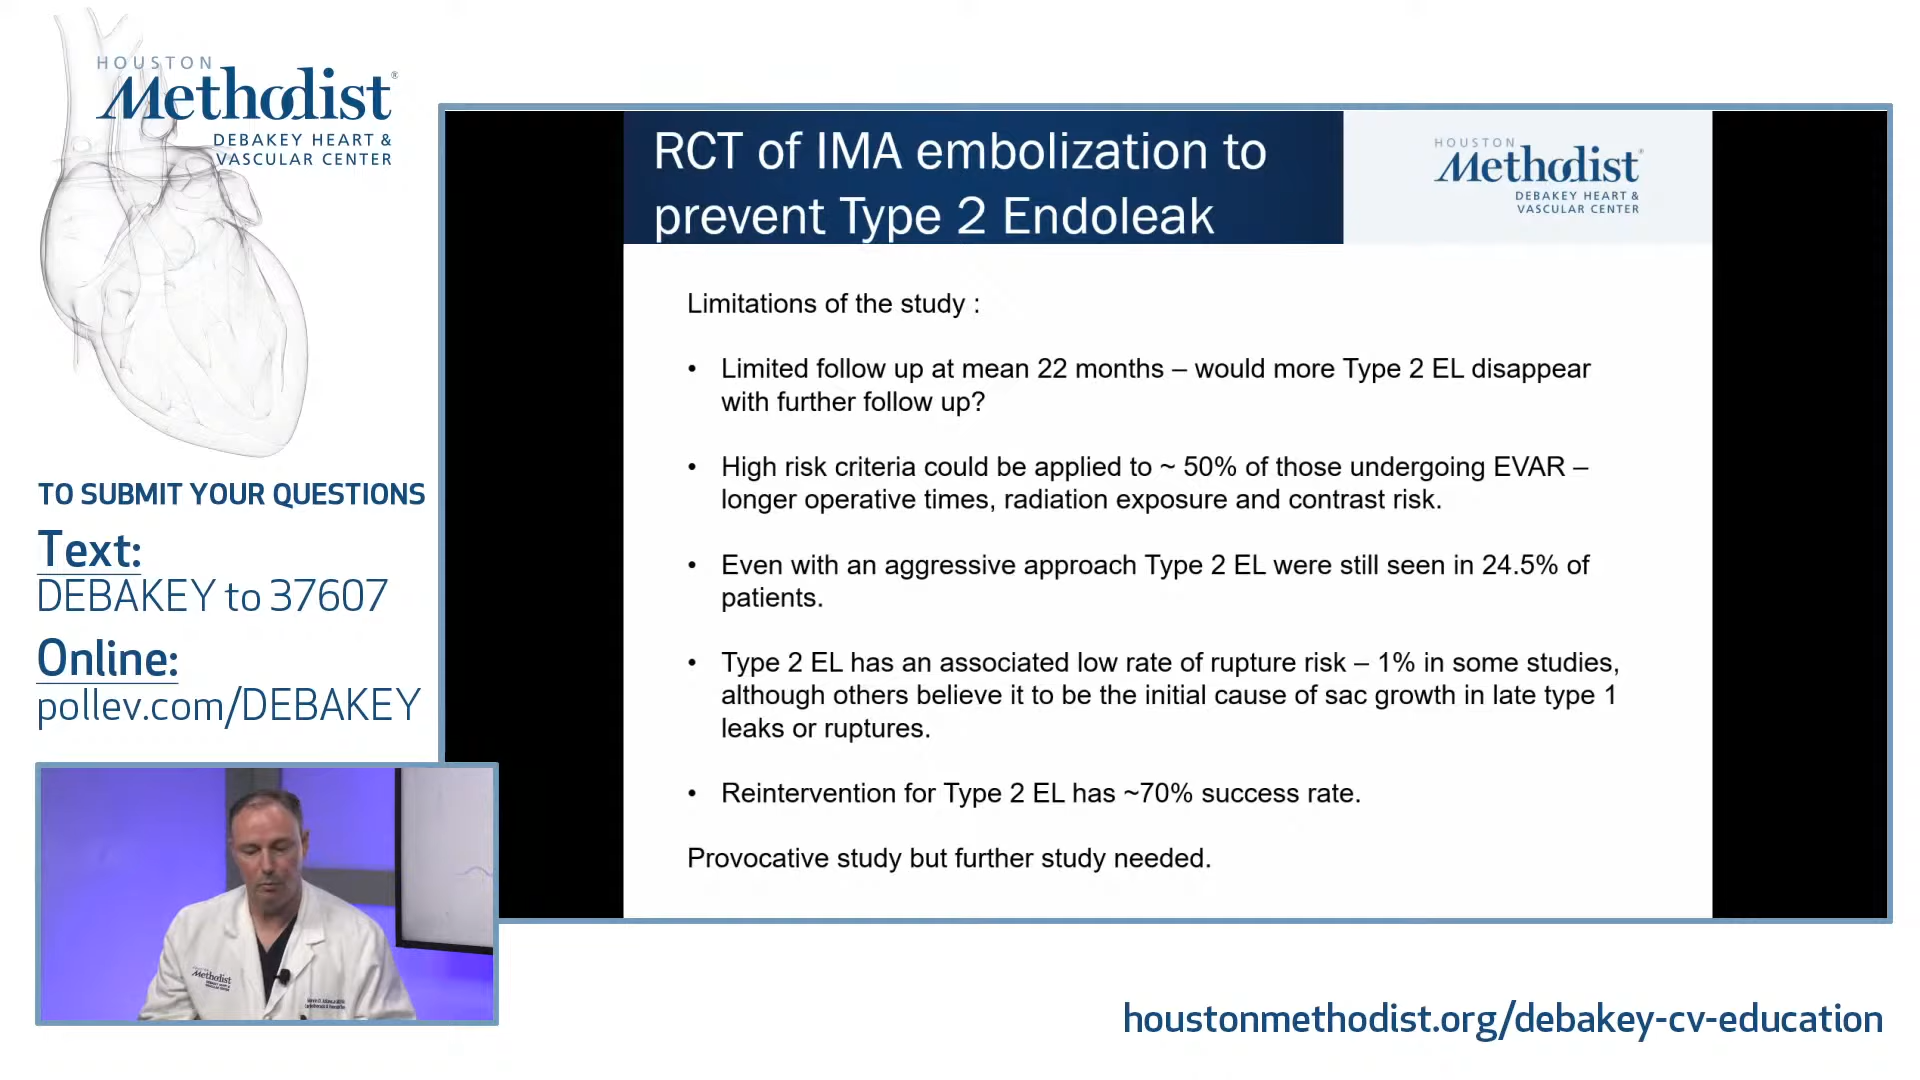 HOUSTON
Methodist®
DEBAKEY HEART &
VASCULAR CENTER
TO SUBMIT YOUR QUESTIONS
Text:
DEBAKEY to 37607
Online:
pollev.com/DEBAKEY
RCT of IMA embolization to
prevent Type 2 Endoleak
HOUSTON
Methodist®
DEBAKEY HEART &
VASCULAR CENTER
Limitations of the study :
• Limited follow up at mean 22 months – would more Type 2 EL disappear
with further follow up?
• High risk criteria could be applied to ~ 50% of those undergoing EVAR –
longer operative times, radiation exposure and contrast risk.
• Even with an aggressive approach Type 2 EL were still seen in 24.5% of
patients.
• Type 2 EL has an associated low rate of rupture risk – 1% in some studies,
although others believe it to be the initial cause of sac growth in late type 1
leaks or ruptures.
• Reintervention for Type 2 EL has ~70% success rate.
Provocative study but further study needed.
Methodist
houstonmethodist.org/debakey-cv-education